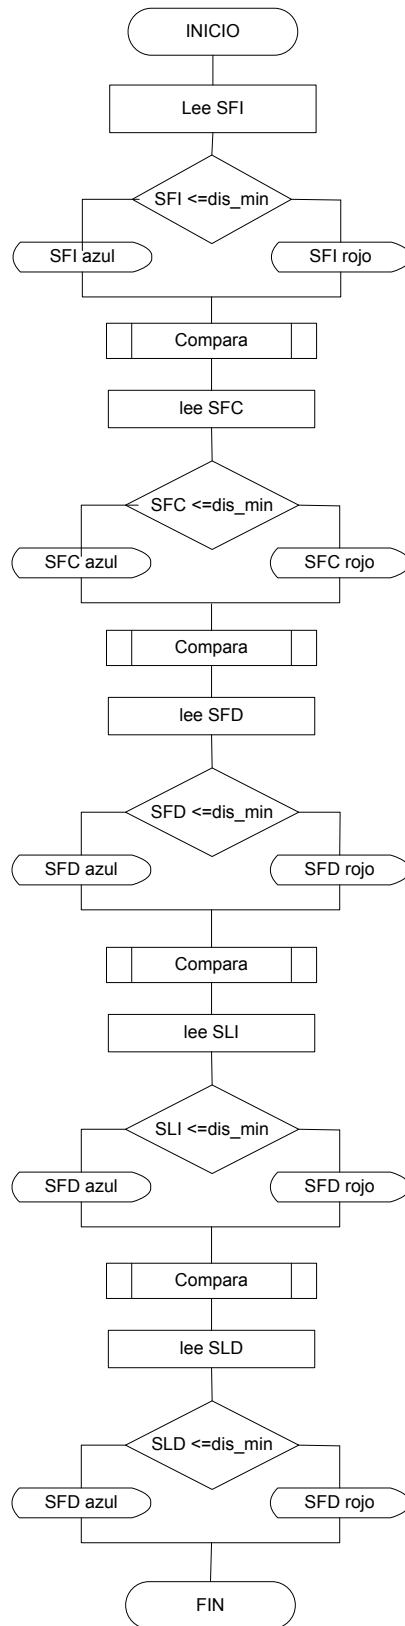 INICIO
Lee SFI
SFI <=dis_min
SFI azul
SFI rojo
Compara
lee SFC
SFC <=dis_min
SFC azul
SFC rojo
Compara
lee SFD
SFD <=dis_min
SFD azul
SFD rojo
Compara
lee SLI
SLI <=dis_min
SFD azul
SFD rojo
Compara
lee SLD
SLD <=dis_min
SFD azul
SFD rojo
FIN